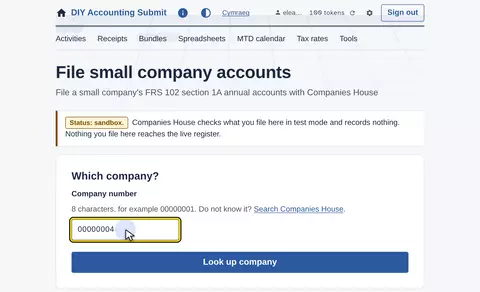 DIY Accounting Submit
Cymraeg
elea...
100 tokens
Sign out
Activities Receipts Bundles Spreadsheets MTD calendar Tax rates Tools
File small company accounts
File a small company's FRS 102 section 1A annual accounts with Companies House
Status: sandbox. Companies House checks what you file here in test mode and records nothing.
Nothing you file here reaches the live register.
Which company?
Company number
8 characters, for example 00000001. Do not know it? Search Companies House.
00000004
Look up company